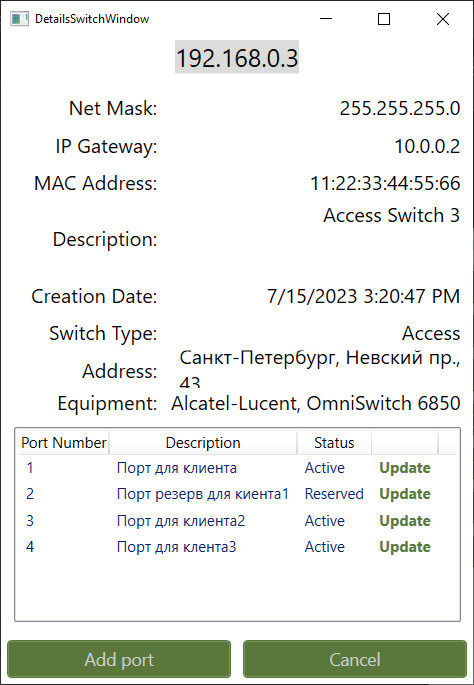 DetailsSwitchWindow
192.168.0.3
Net Mask: 255.255.255.0
IP Gateway: 10.0.0.2
MAC Address: 11:22:33:44:55:66
Description: Access Switch 3
Creation Date: 7/15/2023 3:20:47 PM
Switch Type: Access
Address: Санкт-Петербург, Невский пр.,
43
Equipment: Alcatel-Lucent, OmniSwitch 6850
Port Number Description Status
1 Порт для клиента Active Update
2 Порт резерв для киента1 Reserved Update
3 Порт для клиента2 Active Update
4 Порт для клента3 Active Update
Add port Cancel